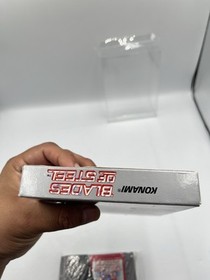 KONAMI®
BLADES
OF STEEL